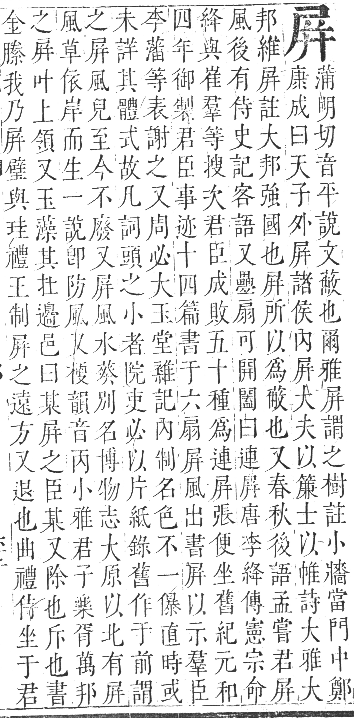 屏 蒲明切音平說文蔽也爾雅屏謂之樹註小牆當門中鄭
康成曰天子外屏諸侯內屏大夫以簾士以帷詩大雅大
邦維屏註大邦強國也屏所以爲蔽也又春秋後語孟嘗君屏
風後有侍史記客語又㬪扇可開闔曰連屏唐李絳傳憲宗命
絳與崔羣等搜次君臣成敗五十種爲連屏張便坐舊紀元和
四年御製君臣事迹十四篇書于六扇屏風出書屏以示羣臣
李藩等表謝之又周必大玉堂雜記內制名色不一儤直時或
未詳其體式故凡詞頭之小者院吏必以片紙錄舊作于前謂
之屏風兒至今不廢又屏風水葵別名博物志大原以北有屏
風草依岸而生一說卽防風又梗韻音丙小雅君子樂胥萬邦
之屏叶上領又玉藻其在邊邑曰某屏之臣某又除也斥也書
金縢我乃屏璧與珪禮王制屏之遠方又退也曲禮侍坐于君